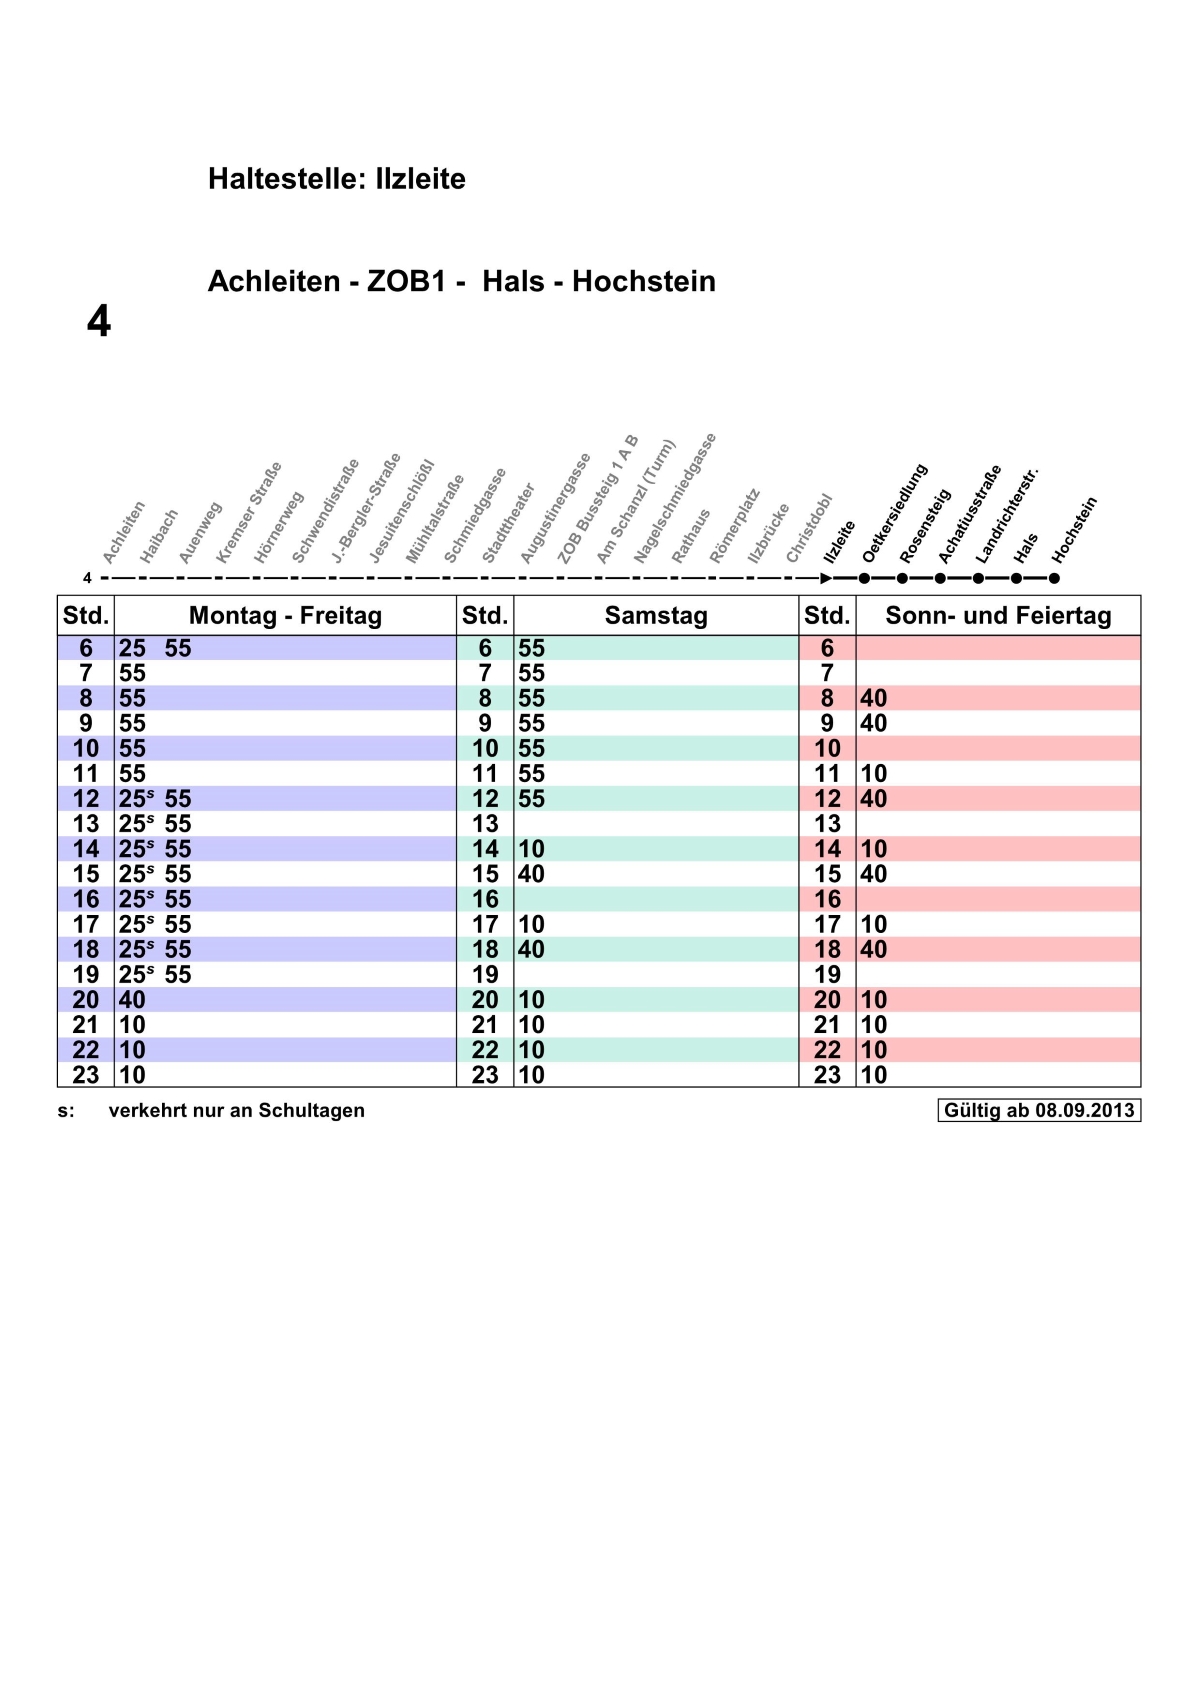 Haltestelle: Ilzleite
Achleiten - ZOB1 -  Hals - Hochstein
4
Achleiten
Haibach
Auenweg
Kremser Straße
Hörnerweg
Schwendistraße
J.-Bergler-Straße
Jesuitenschlößl
Mühltalstraße
Schmiedgasse
Stadttheater
Augustinergasse
ZOB Bussteig 1 A B
Am Schanzl (Turm)
Nagelschmiedgasse
Rathaus
Römerplatz
Ilzbrücke
Christdobl
Ilzleite
Oetkersiedlung
Rosensteig
Achatiusstraße
Landrichterstr.
Hals
Hochstein
4
Std. Montag - Freitag Std. Samstag Std. Sonn- und Feiertag
6 25 55 6 55 6
7 55 7 55 7
8 55 8 55 8 40
9 55 9 55 9 40
10 55 10 55 10
11 55 11 55 11 10
12 25s 55 12 55 12 40
13 25s 55 13 13
14 25s 55 14 10 14 10
15 25s 55 15 40 15 40
16 25s 55 16 16
17 25s 55 17 10 17 10
18 25s 55 18 40 18 40
19 25s 55 19 19
20 40 20 10 20 10
21 10 21 10 21 10
22 10 22 10 22 10
23 10 23 10 23 10
s: verkehrt nur an Schultagen
Gültig ab 08.09.2013